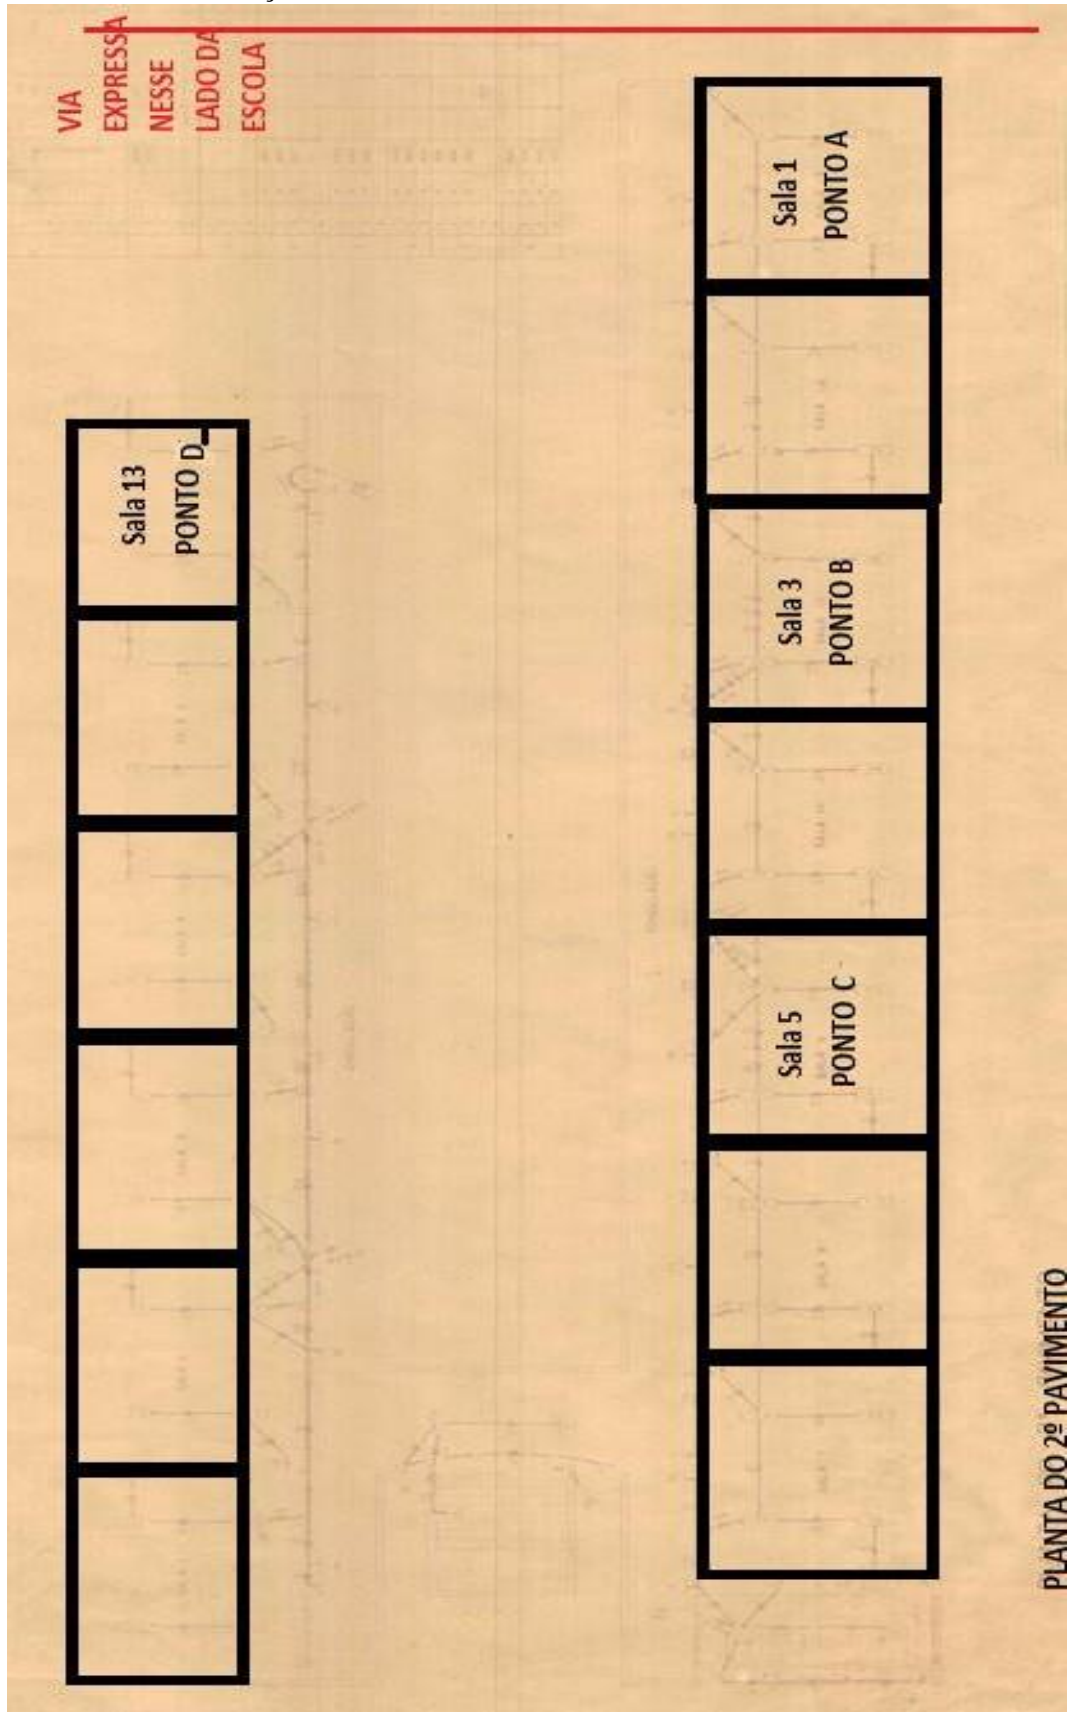 VIA
EXPRESSA
NESSE
LADO DA
ESCOLA
Sala 1
PONTO A
Sala 13
PONTO D
Sala 3
PONTO B
Sala 5
PONTO C
PLANTA DO 2º PAVIMENTO